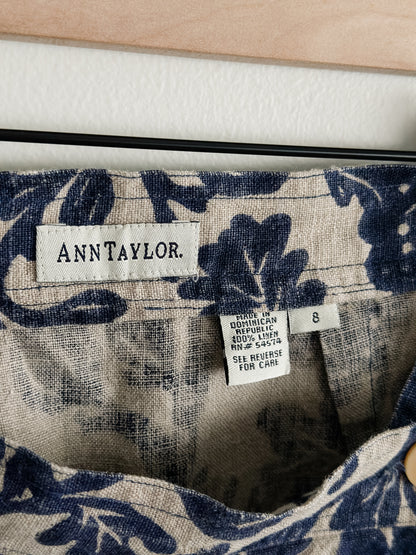 ANNTAYLOR.
MADE IN
DOMINICAN
REPUBLIC
100% LINEN
RN# 54574
SEE REVERSE
FOR CARE
8